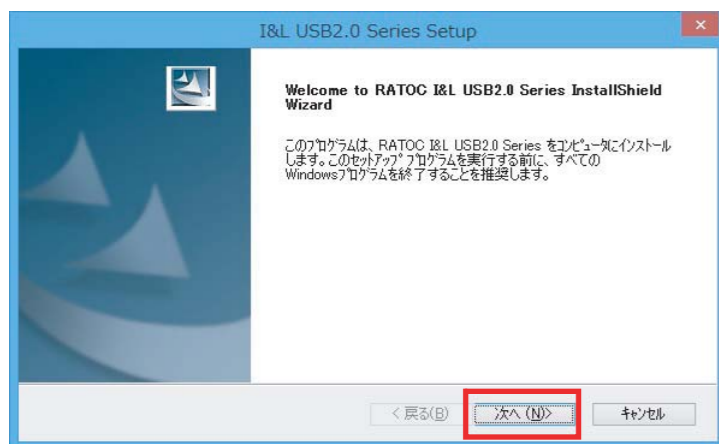 I&L USB2.0 Series Setup
Welcome to RATOC I&L USB2.0 Series InstallShield
Wizard
このﾌﾟﾛｸﾞﾗﾑは、RATOC I&L USB2.0 Series をｺﾝﾋﾟｭｰﾀにインストール
します。このｾｯﾄｱｯﾌﾟ ﾌﾟﾛｸﾞﾗﾑを実行する前に、すべての
Windowsﾌﾟﾛｸﾞﾗﾑを終了することを推奨します。
< 戻る(B)
次へ (N)>
ｷｬﾝｾﾙ